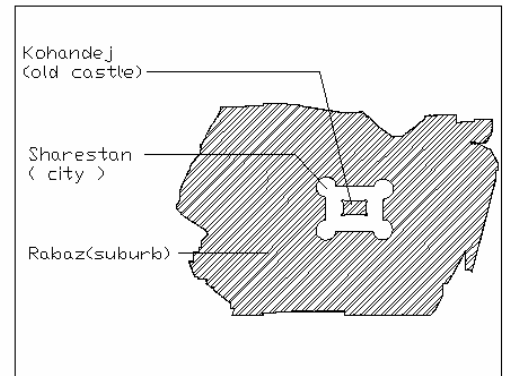 Kohandej
(old castle)
Sharestan
( city )
Rabaz(suburb)